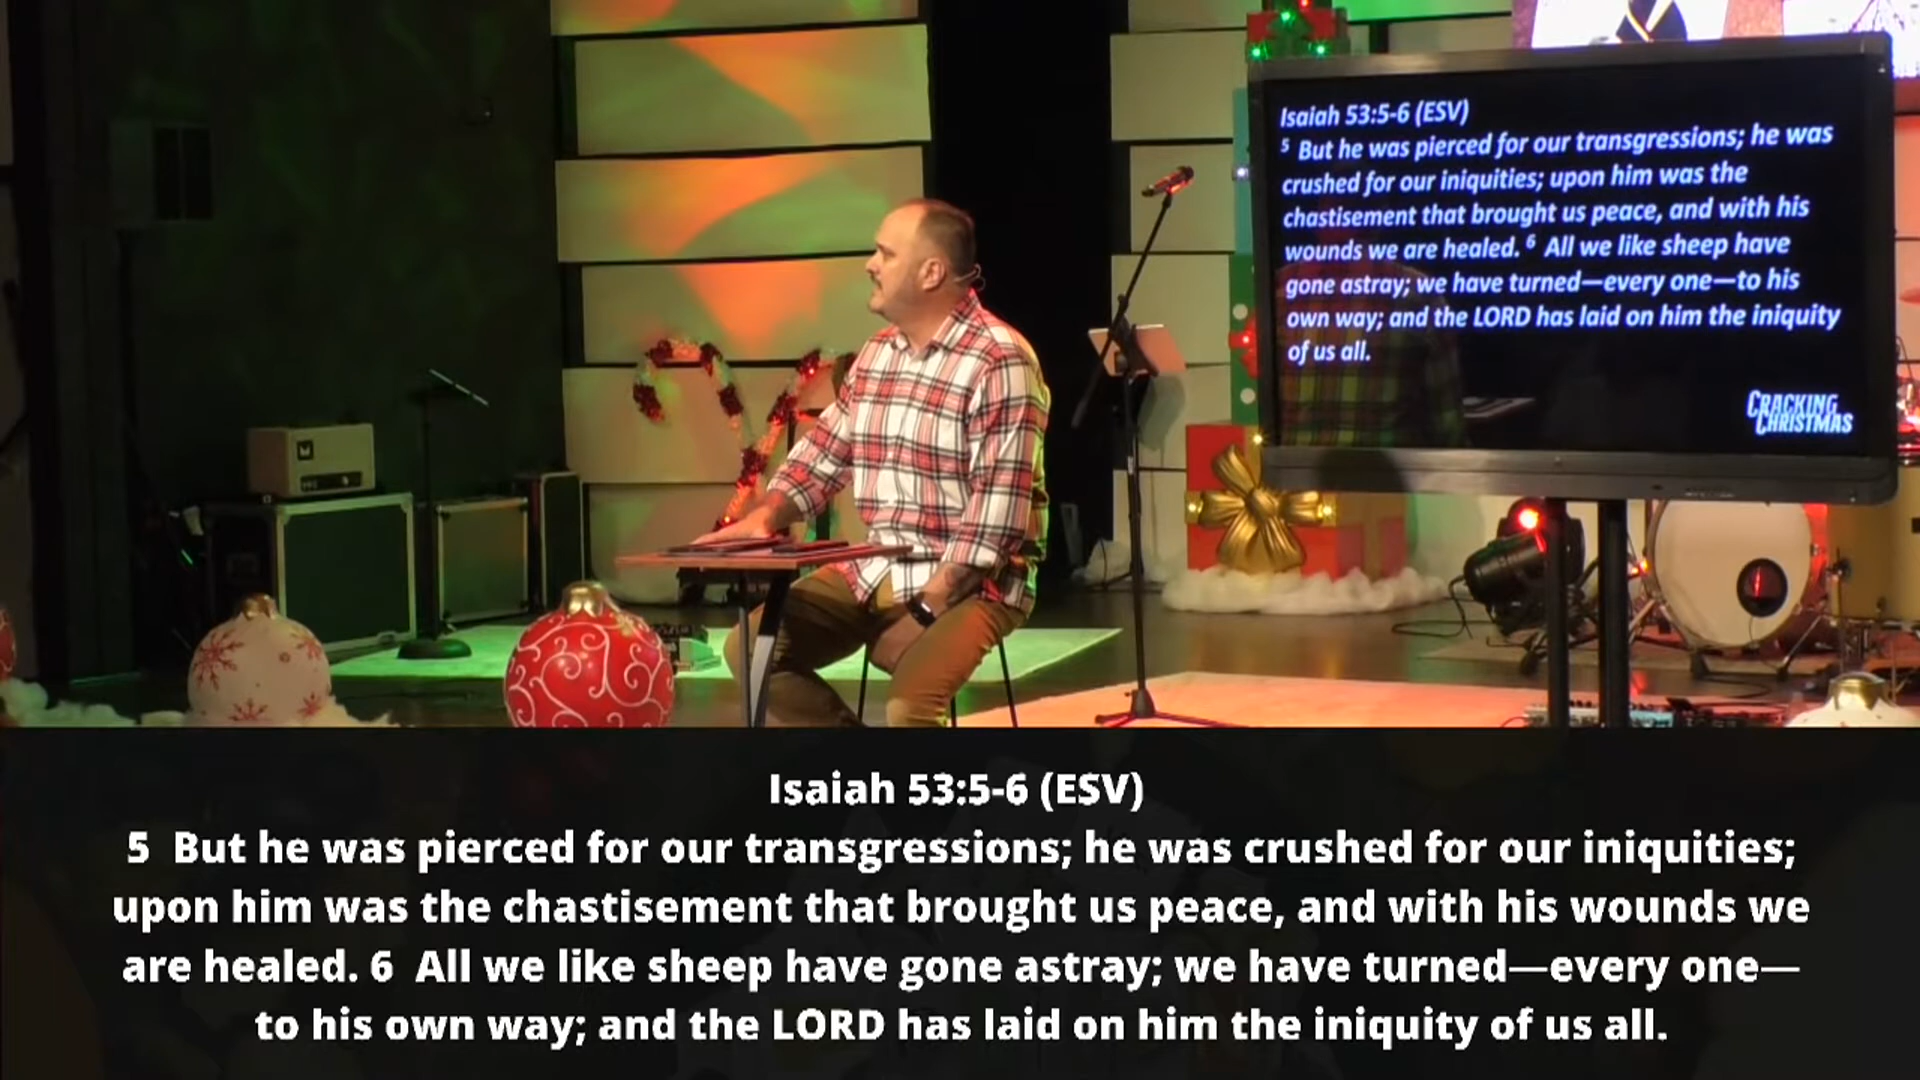 Isaiah 53:5-6 (ESV)
5 But he was pierced for our transgressions; he was
crushed for our iniquities; upon him was the
chastisement that brought us peace, and with his
wounds we are healed. 6 All we like sheep have
gone astray; we have turned—every one—to his
own way; and the LORD has laid on him the iniquity
of us all.
CRACKING
CHRISTMAS
Isaiah 53:5-6 (ESV)
5 But he was pierced for our transgressions; he was crushed for our iniquities;
upon him was the chastisement that brought us peace, and with his wounds we
are healed. 6 All we like sheep have gone astray; we have turned—every one—
to his own way; and the LORD has laid on him the iniquity of us all.